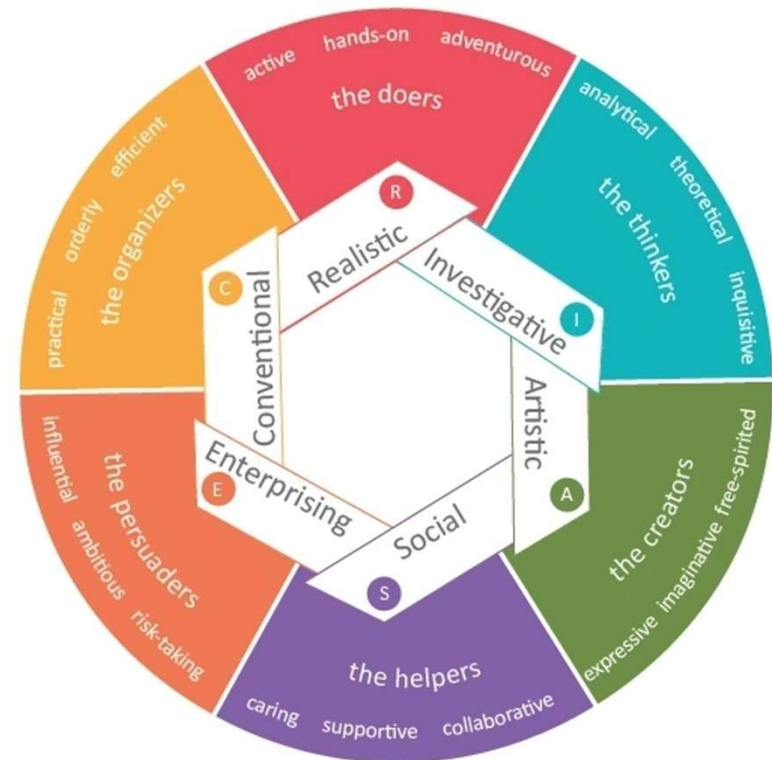 active hands-on adventurous
the doers
R
Realistic
analytical theoretical inquisitive
the thinkers
I
Investigative
expressive imaginative free-spirited
the creators
A
Artistic
caring supportive collaborative
the helpers
S
Social
influential ambitious risk-taking
the persuaders
E
Enterprising
practical orderly efficient
the organizers
C
Conventional